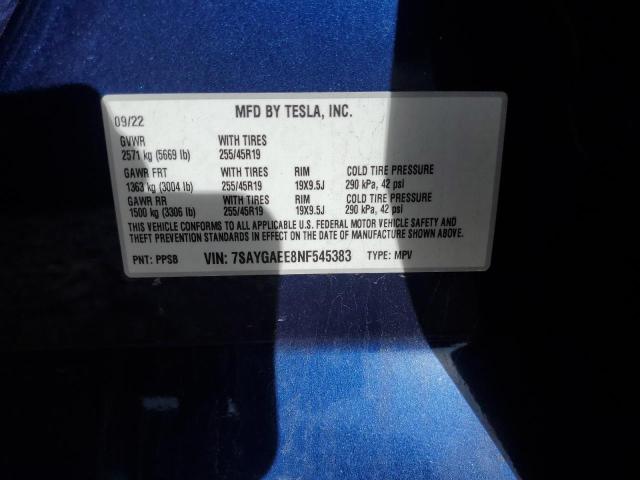 09/22 MFD BY TESLA, INC.
GVWR WITH TIRES
2571 kg (5669 lb) 255/45R19
GAWR FRT WITH TIRES RIM COLD TIRE PRESSURE
1363 kg (3004 lb) 255/45R19 19X9.5J 290 kPa, 42 psi
GAWR RR WITH TIRES RIM COLD TIRE PRESSURE
1500 kg (3306 lb) 255/45R19 19X9.5J 290 kPa, 42 psi
THIS VEHICLE CONFORMS TO ALL APPLICABLE U.S. FEDERAL MOTOR VEHICLE SAFETY AND
THEFT PREVENTION STANDARDS IN EFFECT ON THE DATE OF MANUFACTURE SHOWN ABOVE.
PNT: PPSB VIN: 7SAYGAEE8NF545383 TYPE: MPV